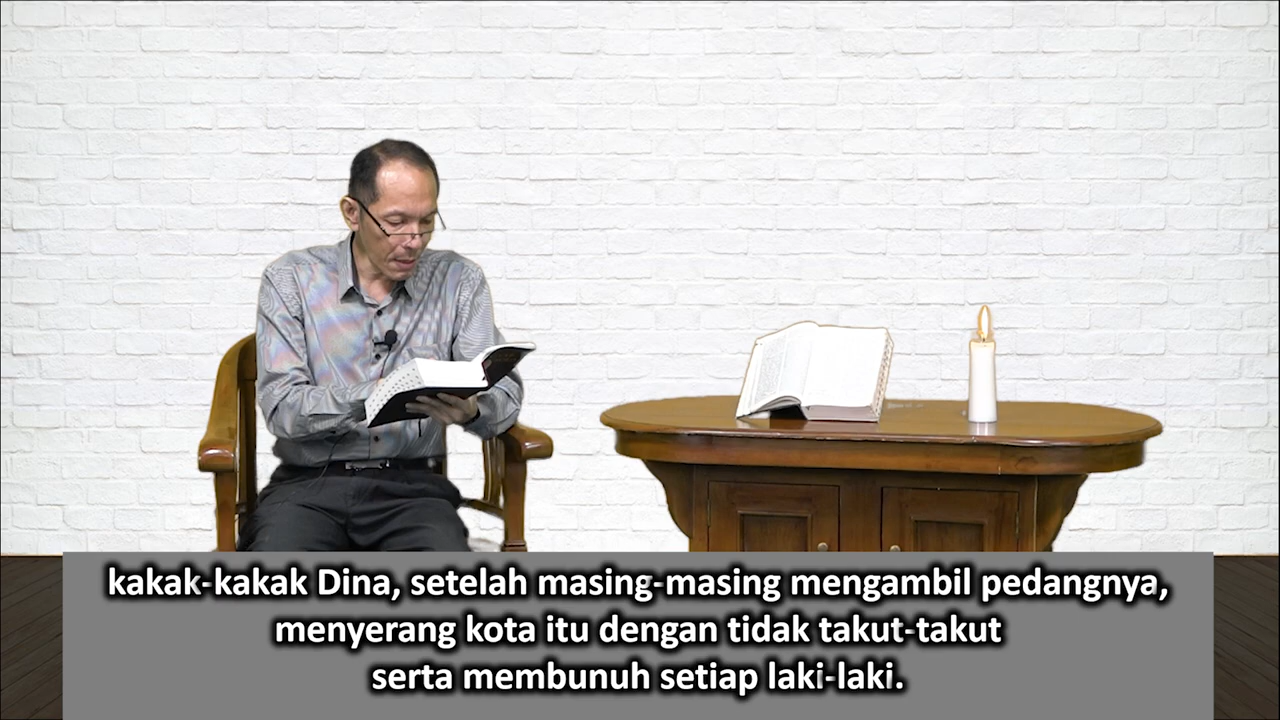 kakak-kakak Dina, setelah masing-masing mengambil pedangnya,
menyerang kota itu dengan tidak takut-takut
serta membunuh setiap laki-laki.